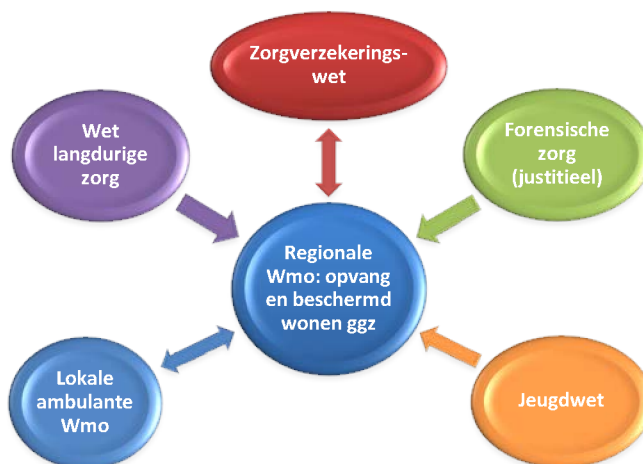 Zorgverzekerings-
wet
Wet
langdurige
zorg
Forensische
zorg
(justitieel)
Regionale
Wmo: opvang
en beschermd
wonen ggz
Lokale
ambulante
Wmo
Jeugdwet